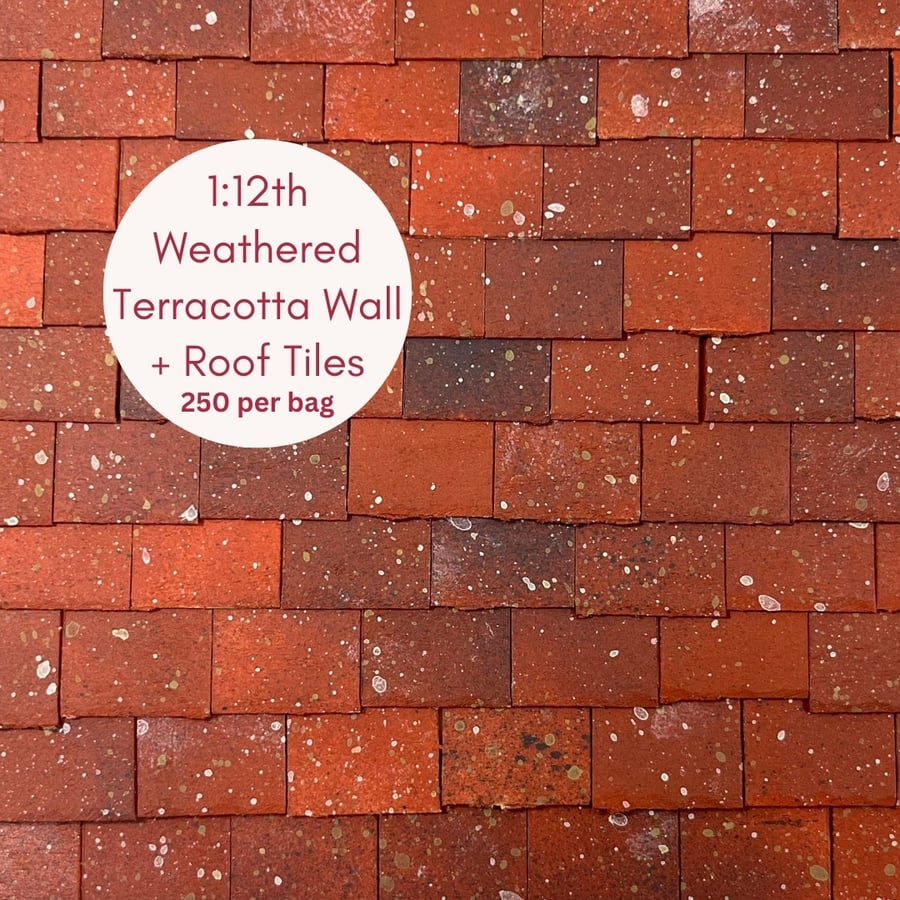 1:12th
Weathered
Terracotta Wall
+ Roof Tiles
250 per bag